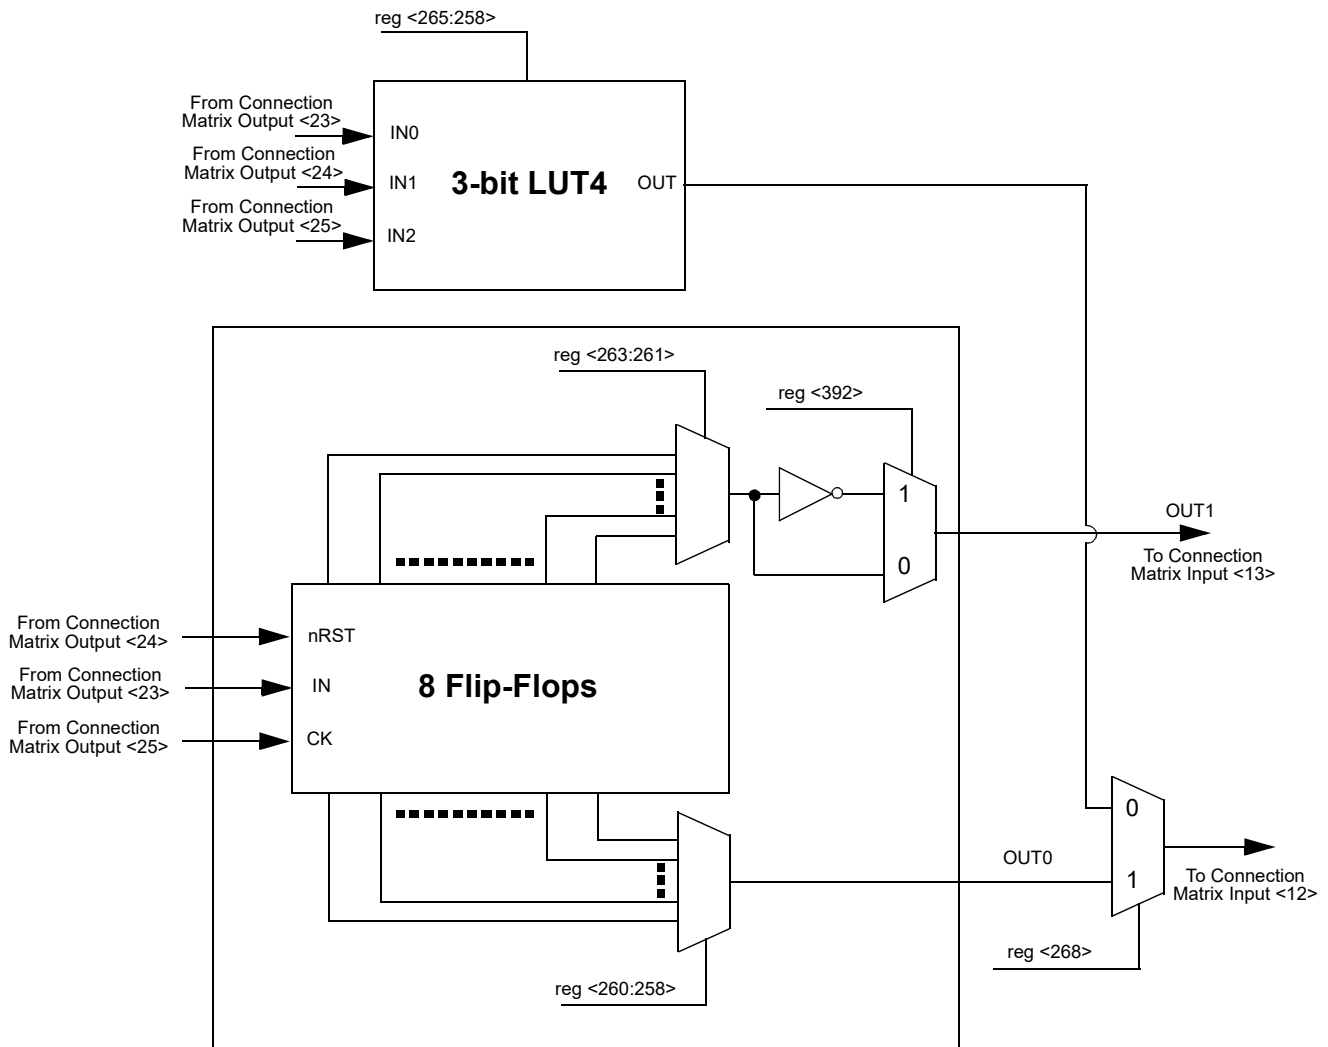 reg <265:258>
From Connection
Matrix Output <23>
IN0
From Connection
Matrix Output <24>
IN1
3-bit LUT4
OUT
From Connection
Matrix Output <25>
IN2
reg <263:261>
reg <392>
1
0
OUT1
To Connection
Matrix Input <13>
From Connection
Matrix Output <24>
nRST
From Connection
Matrix Output <23>
IN
8 Flip-Flops
From Connection
Matrix Output <25>
CK
0
OUT0
1
To Connection
Matrix Input <12>
reg <268>
reg <260:258>